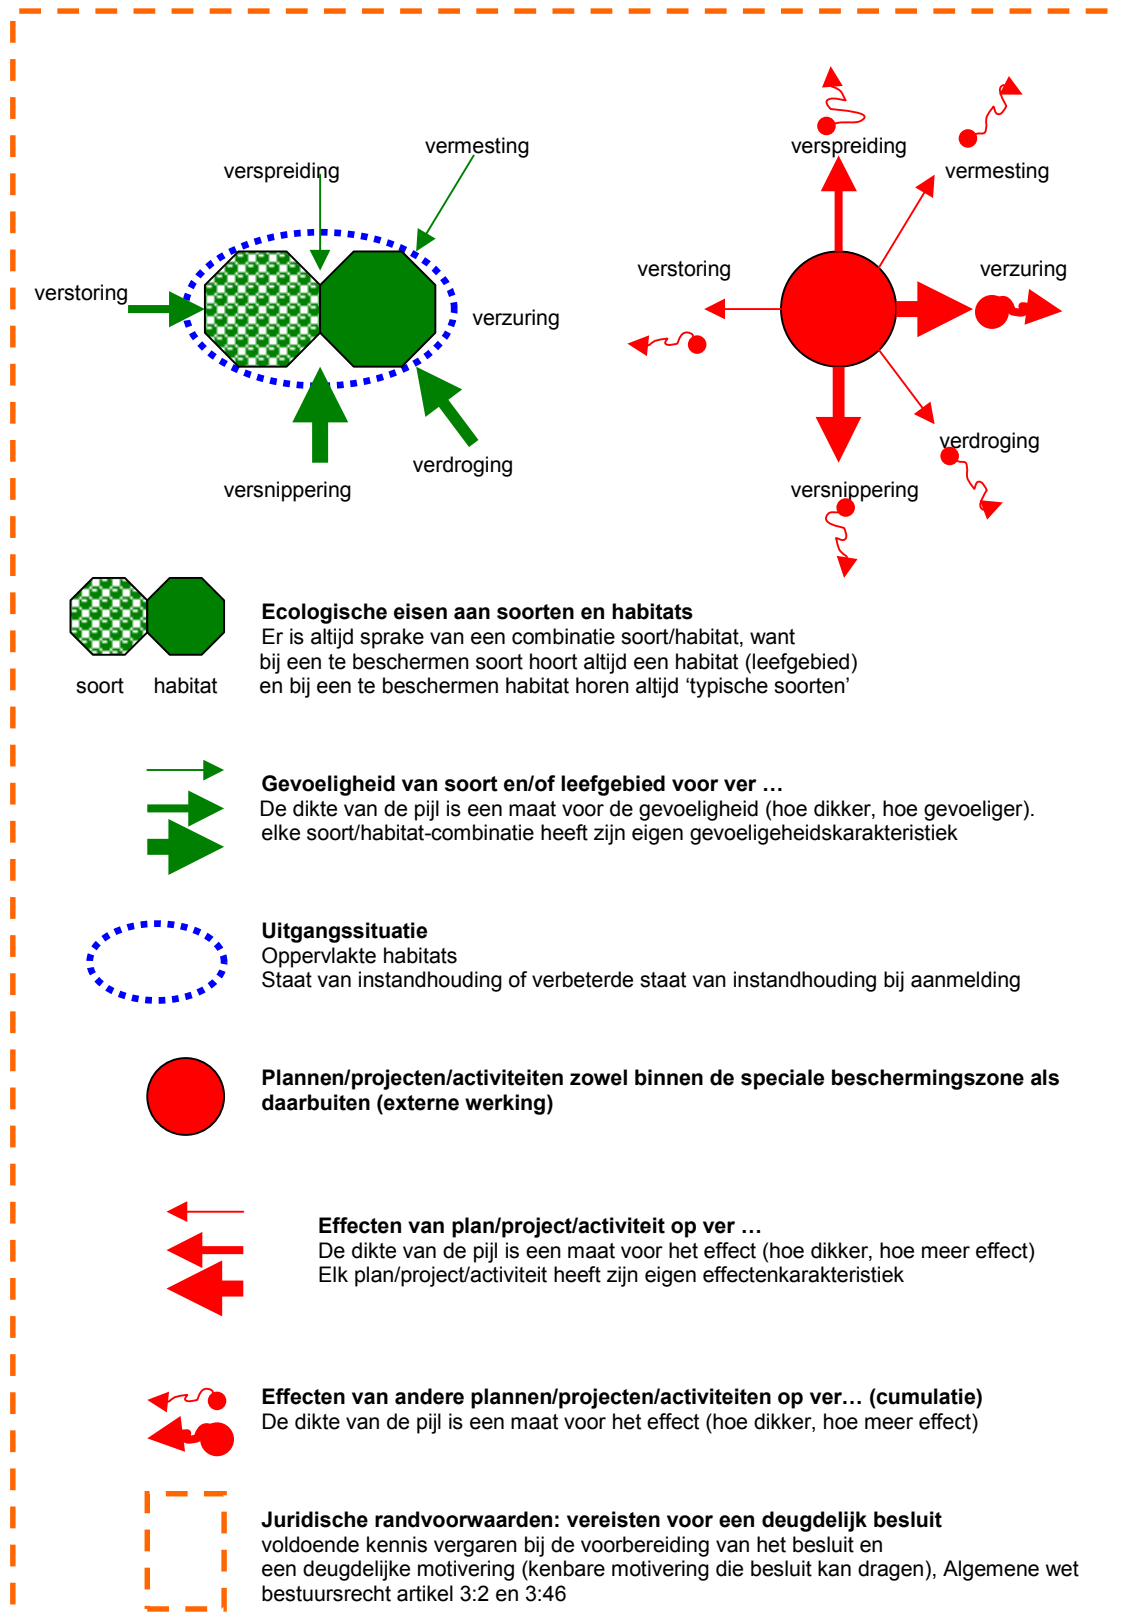 verspreiding
vermesting
verstoring
verzuring
verdroging
versnippering
verspreiding
vermesting
verstoring
verzuring
verdroging
versnippering
soort habitat
Ecologische eisen aan soorten en habitats
Er is altijd sprake van een combinatie soort/habitat, want
bij een te beschermen soort hoort altijd een habitat (leefgebied)
en bij een te beschermen habitat horen altijd ‘typische soorten’
Gevoeligheid van soort en/of leefgebied voor ver …
De dikte van de pijl is een maat voor de gevoeligheid (hoe dikker, hoe gevoeliger).
elke soort/habitat-combinatie heeft zijn eigen gevoeligeheidskarakteristiek
Uitgangssituatie
Oppervlakte habitats
Staat van instandhouding of verbeterde staat van instandhouding bij aanmelding
Plannen/projecten/activiteiten zowel binnen de speciale beschermingszone als
daarbuiten (externe werking)
Effecten van plan/project/activiteit op ver …
De dikte van de pijl is een maat voor het effect (hoe dikker, hoe meer effect)
Elk plan/project/activiteit heeft zijn eigen effectenkarakteristiek
Effecten van andere plannen/projecten/activiteiten op ver… (cumulatie)
De dikte van de pijl is een maat voor het effect (hoe dikker, hoe meer effect)
Juridische randvoorwaarden: vereisten voor een deugdelijk besluit
voldoende kennis vergaren bij de voorbereiding van het besluit en
een deugdelijke motivering (kenbare motivering die besluit kan dragen), Algemene wet
bestuursrecht artikel 3:2 en 3:46